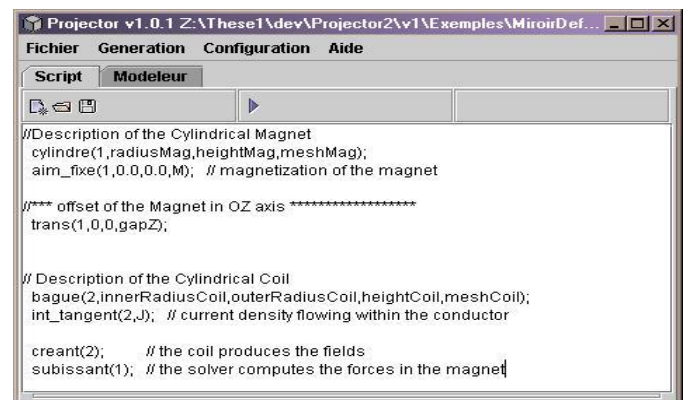 Projector v1.0.1 Z:\These1\dev\Projector2\v1\Exemples\MiroirDef...
Fichier Generation Configuration Aide
Script Modeleur
//Description of the Cylindrical Magnet
cylindre(1,radiusMag,heightMag,meshMag);
aim_fixe(1,0.0,0.0,M); // magnetization of the magnet
//*** offset of the Magnet in OZ axis ******************
trans(1,0,0,gapZ);
// Description of the Cylindrical Coil
bague(2,innerRadiusCoil,outerRadiusCoil,heightCoil,meshCoil);
int_tangent(2,J); // current density flowing within the conductor
creant(2); // the coil produces the fields
subissant(1); // the solver computes the forces in the magnet